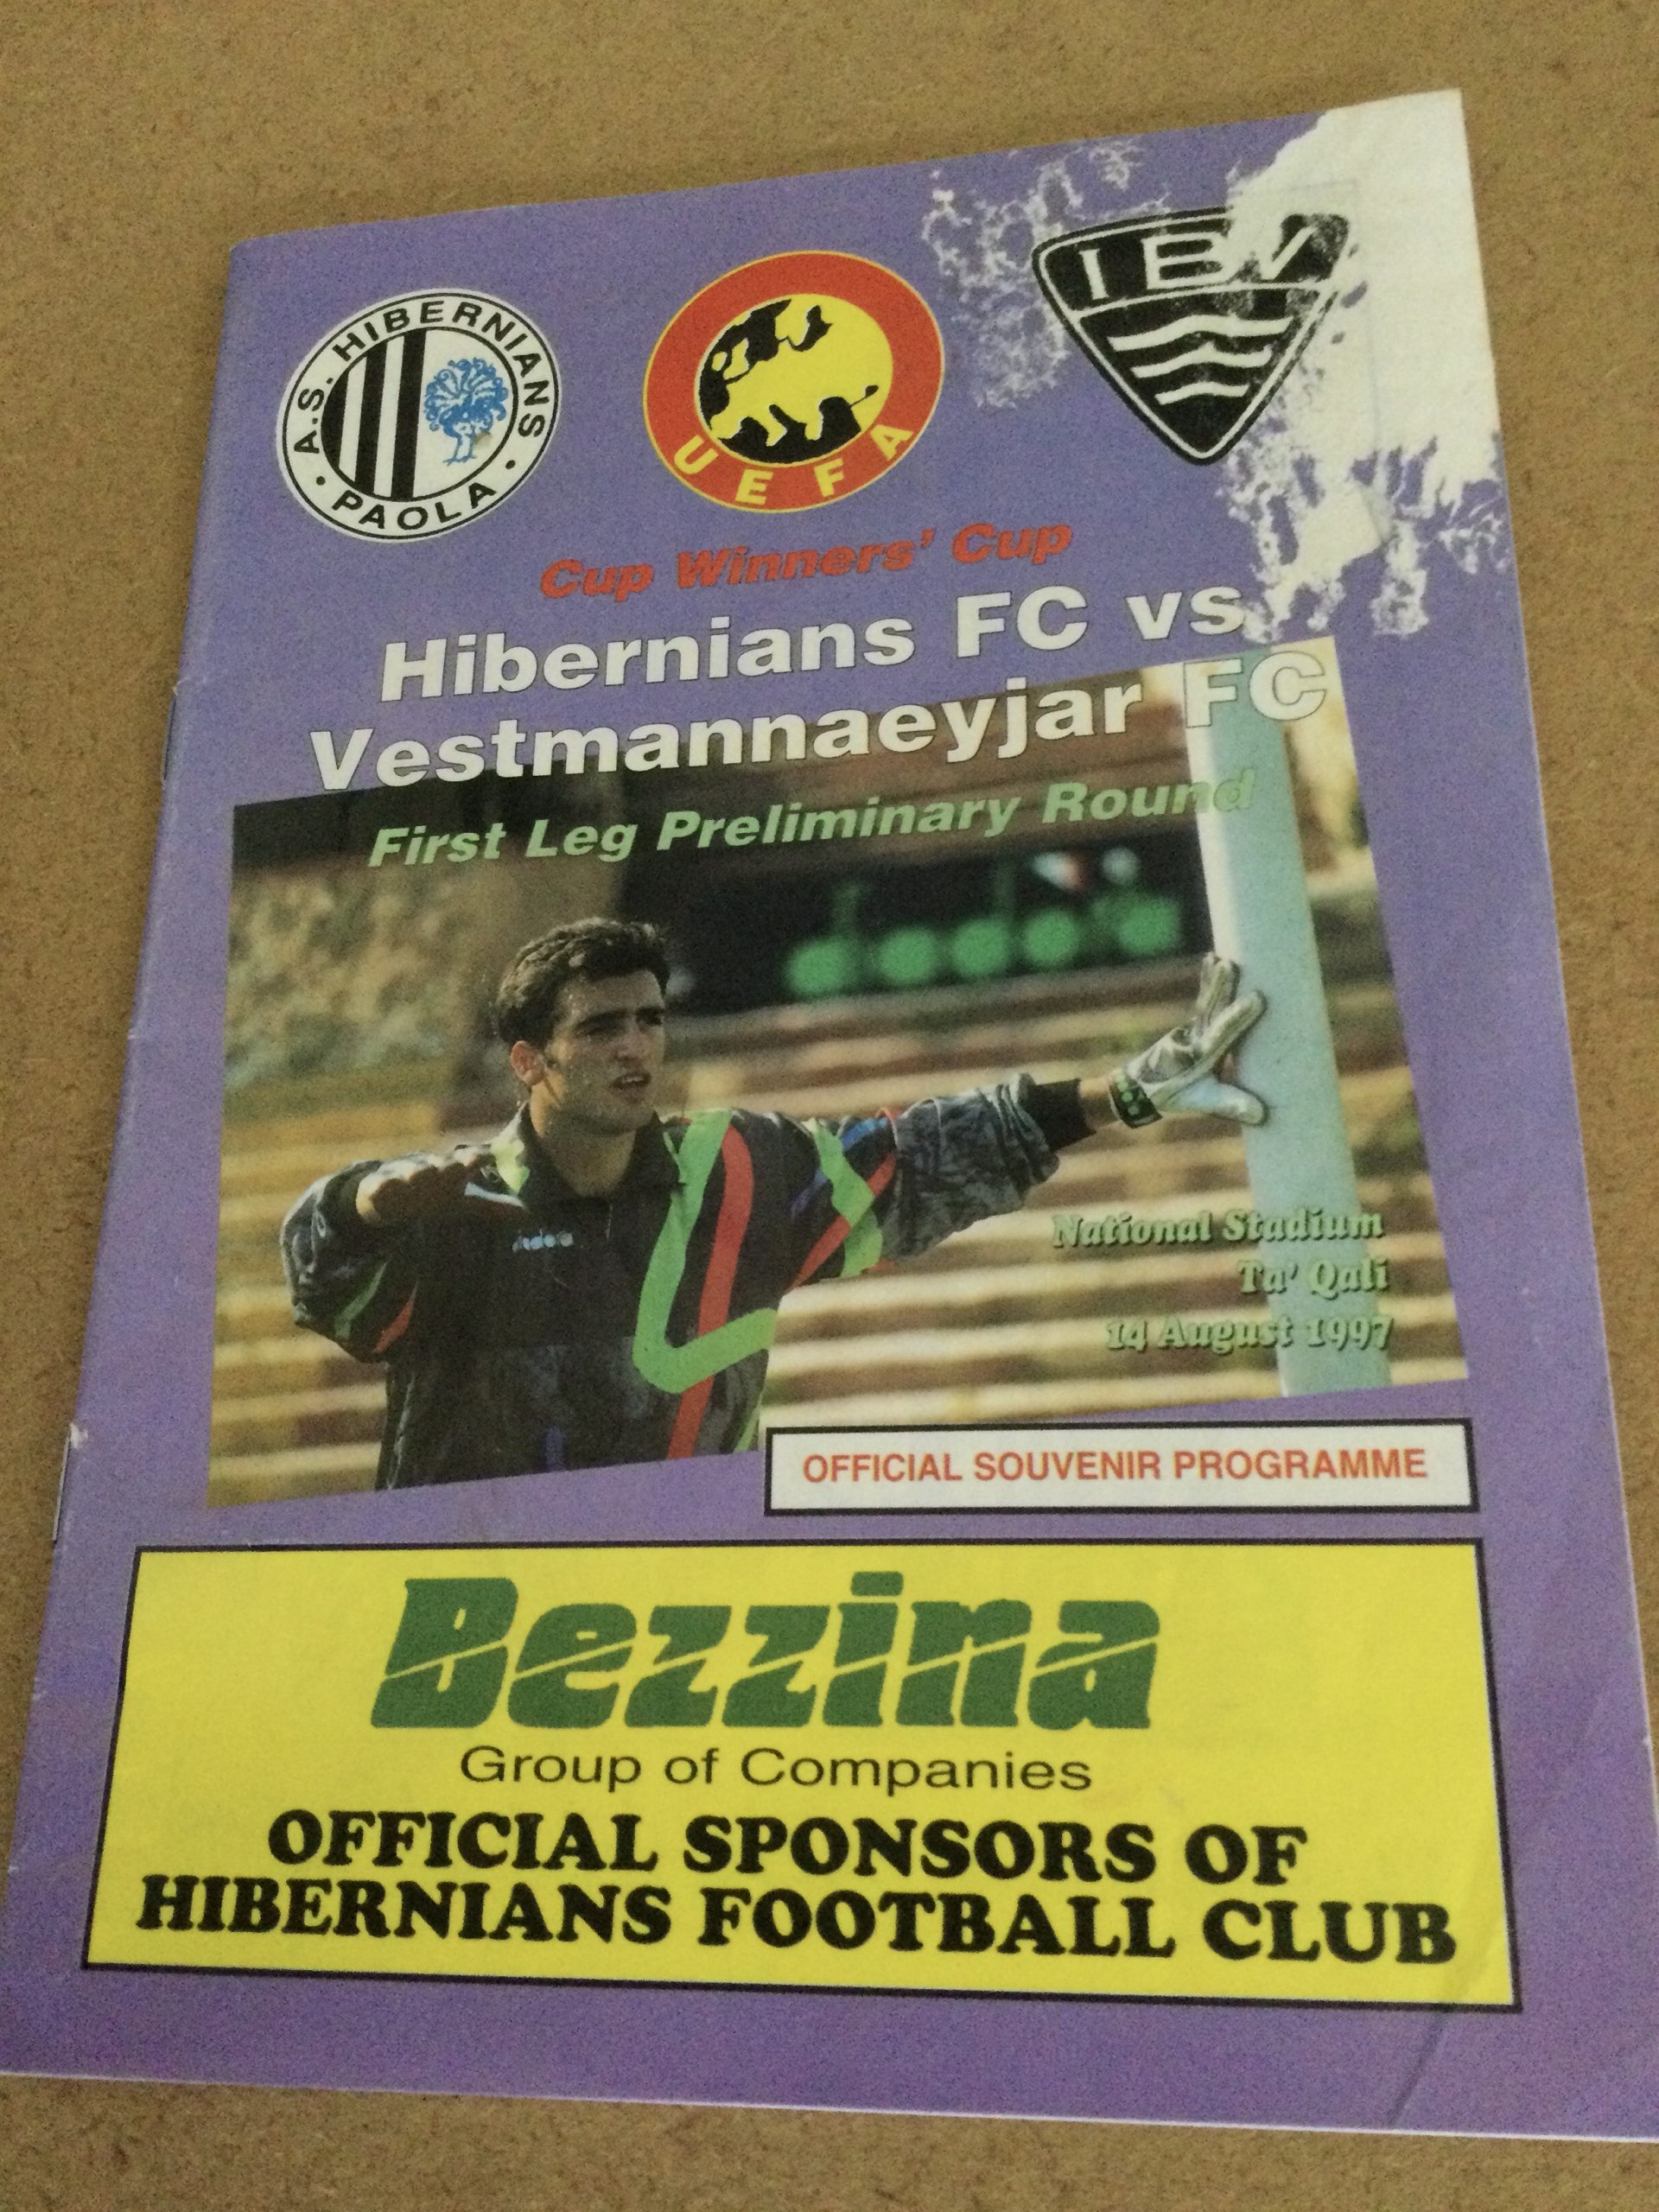 A.S. HIBERNIANS
• PAOLA •
UEFA
IBV
Cup Winners' Cup
Hibernians FC vs
Vestmannaeyjar FC
First Leg Preliminary Round
diadora
National Stadium
Ta' Qali
14 August 1997
OFFICIAL SOUVENIR PROGRAMME
Bezzina
Group of Companies
OFFICIAL SPONSORS OF
HIBERNIANS FOOTBALL CLUB